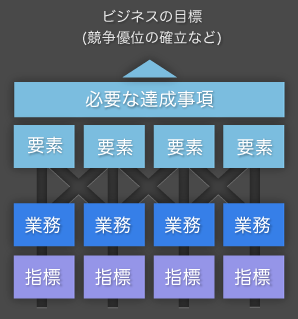 ビジネスの目標
(競争優位の確立など)
必要な達成事項
要素 要素 要素 要素
業務 業務 業務 業務
指標 指標 指標 指標